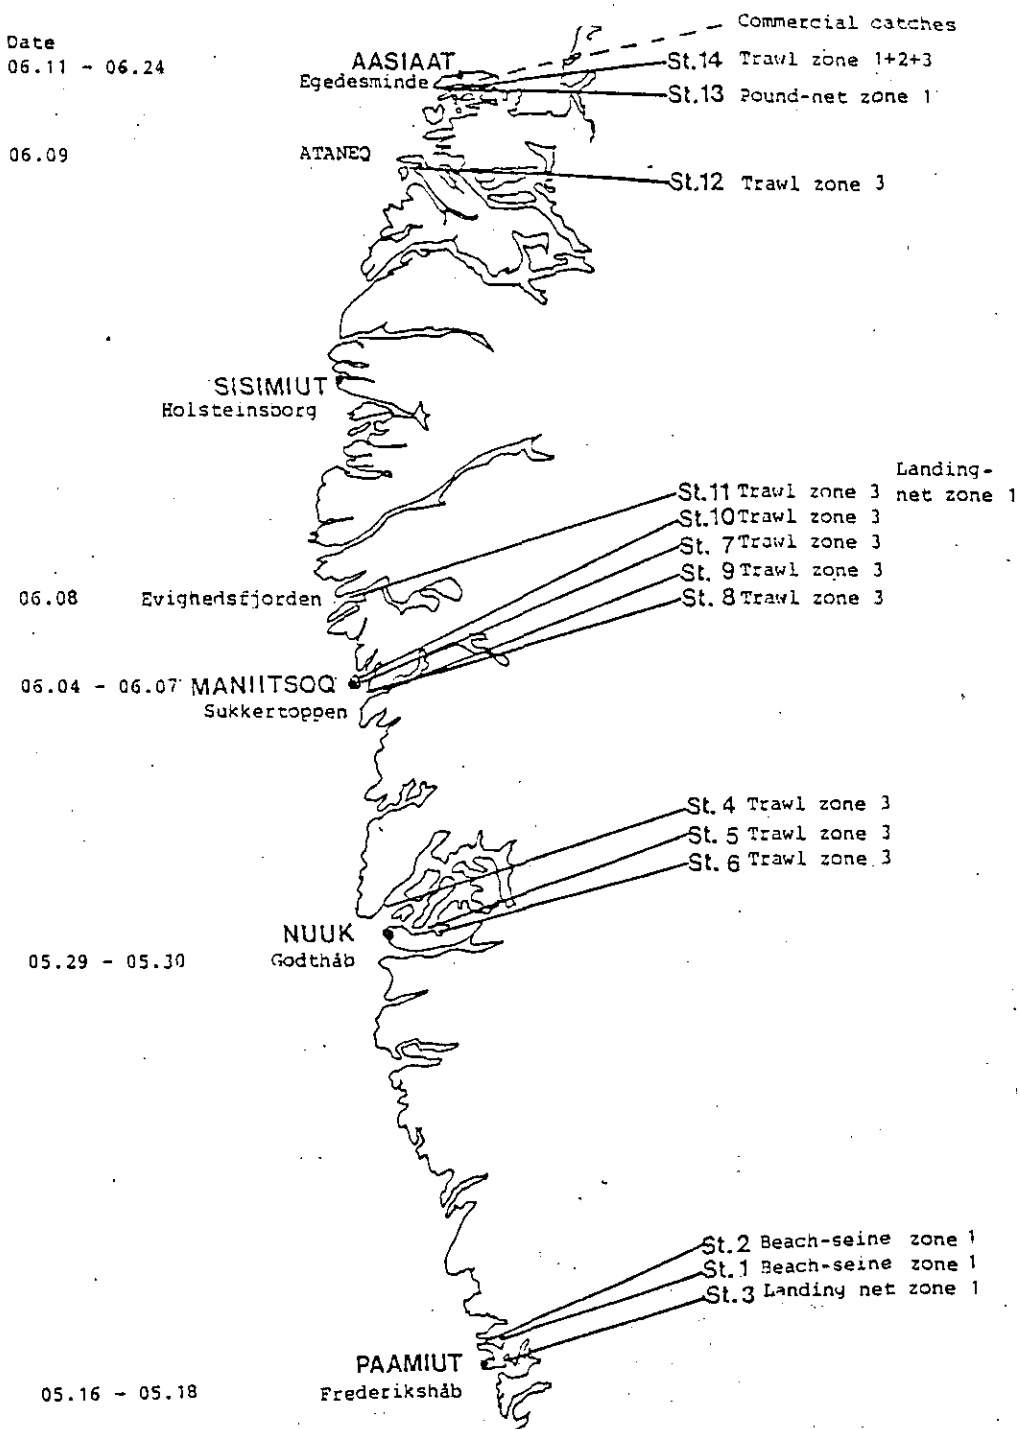 Commercial catches
Date
06.11 - 06.24
AASIAAT
St.14 Trawl zone 1+2+3
Egedesminde
St.13 Pound-net zone 1
06.09
ATANEQ
St.12 Trawl zone 3
SISIMIUT
Holsteinsborg
Landing-
St.11 Trawl zone 3 net zone 1
St.10 Trawl zone 3
St. 7 Trawl zone 3
St. 9 Trawl zone 3
06.08 Evighedsfjorden St. 8 Trawl zone 3
06.04 - 06.07 MANIITSOQ
Sukkertoppen
St. 4 Trawl zone 3
St. 5 Trawl zone 3
St. 6 Trawl zone 3
NUUK
05.29 - 05.30 Godthåb
St.2 Beach-seine zone 1
St.1 Beach-seine zone 1
St.3 Landing net zone 1
PAAMIUT
05.16 - 05.18 Frederikshåb